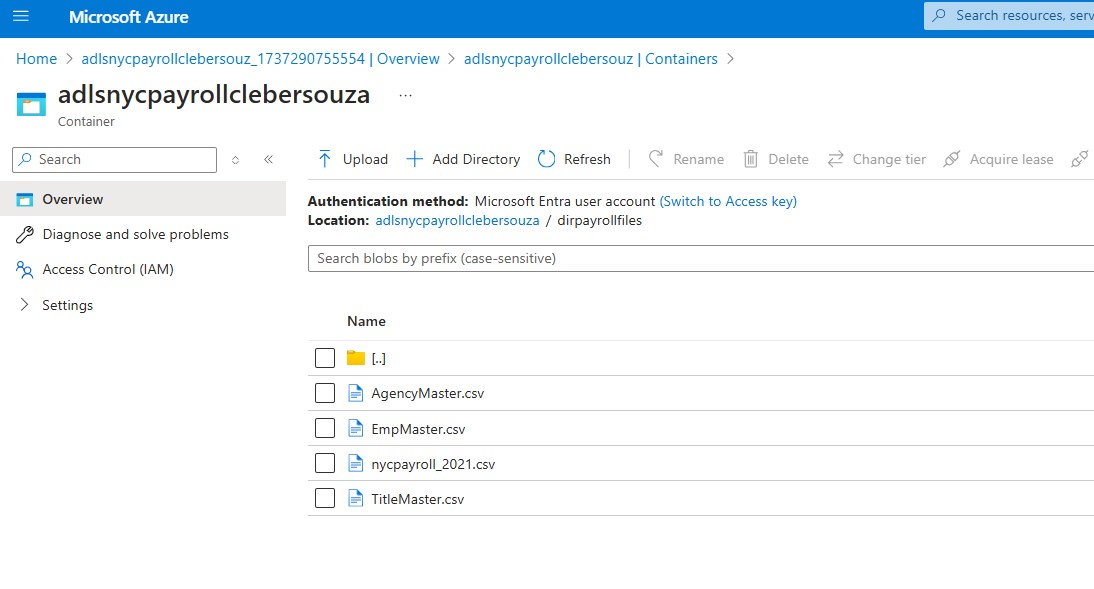 Microsoft Azure
Search resources, serv
Home > adlsnycpayrollclebersouz_1737290755554 | Overview > adlsnycpayrollclebersouz | Containers >
adlsnycpayrollclebersouza ...
Container
Search
Upload Add Directory Refresh Rename Delete Change tier Acquire lease
Overview
Diagnose and solve problems
Access Control (IAM)
Settings
Authentication method: Microsoft Entra user account (Switch to Access key)
Location: adlsnycpayrollclebersouza / dirpayrollfiles
Search blobs by prefix (case-sensitive)
Name
[..]
AgencyMaster.csv
EmpMaster.csv
nycpayroll_2021.csv
TitleMaster.csv